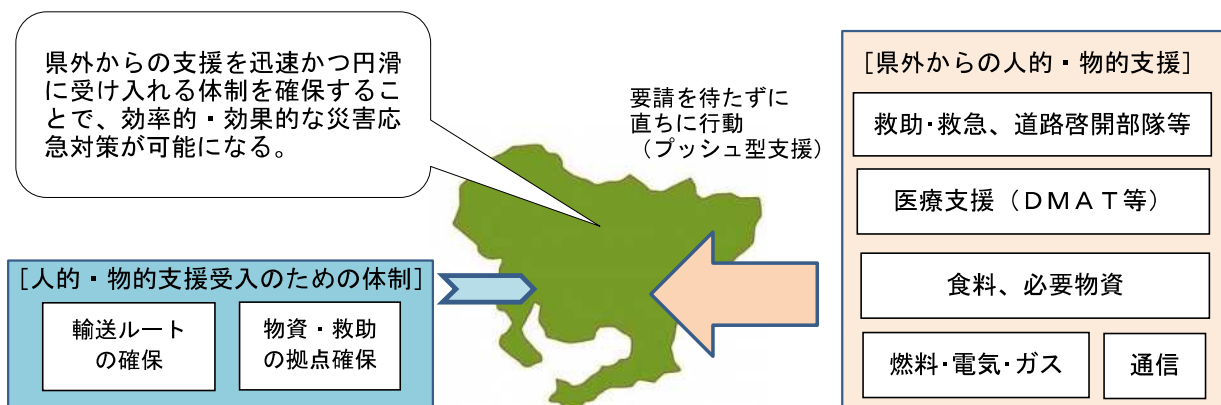 県外からの支援を迅速かつ円滑
に受け入れる体制を確保するこ
とで、効率的・効果的な災害応
急対策が可能になる。
要請を待たずに
直ちに行動
（プッシュ型支援）
［県外からの人的・物的支援］
救助・救急、道路啓開部隊等
医療支援（ＤＭＡＴ等）
食料、必要物資
燃料・電気・ガス
通信
［人的・物的支援受入のための体制］
輸送ルート
の確保
物資・救助
の拠点確保